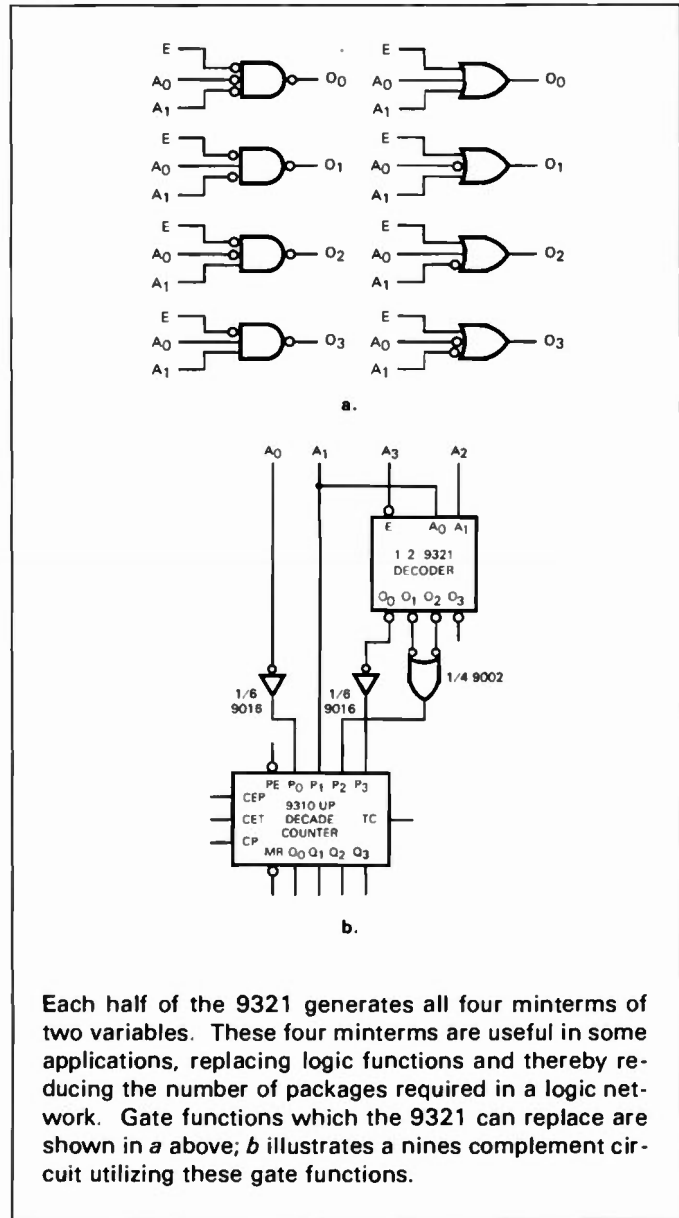 E E
A0 O0 A0 O0
A1 A1
E E
A0 O1 A0 O1
A1 A1
E E
A0 O2 A0 O2
A1 A1
E E
A0 O3 A0 O3
A1 A1
a.
A0 A1 A3 A2
E A0 A1
1 2 9321
DECODER
O0 O1 O2 O3
1/6 1/6 1/4 9002
9016 9016
PE P0 P1 P2 P3
CEP 9310 UP
CET DECADE TC
CP COUNTER
MR Q0 Q1 Q2 Q3
b.
Each half of the 9321 generates all four minterms of
two variables. These four minterms are useful in some
applications, replacing logic functions and thereby re-
ducing the number of packages required in a logic net-
work. Gate functions which the 9321 can replace are
shown in a above; b illustrates a nines complement cir-
cuit utilizing these gate functions.